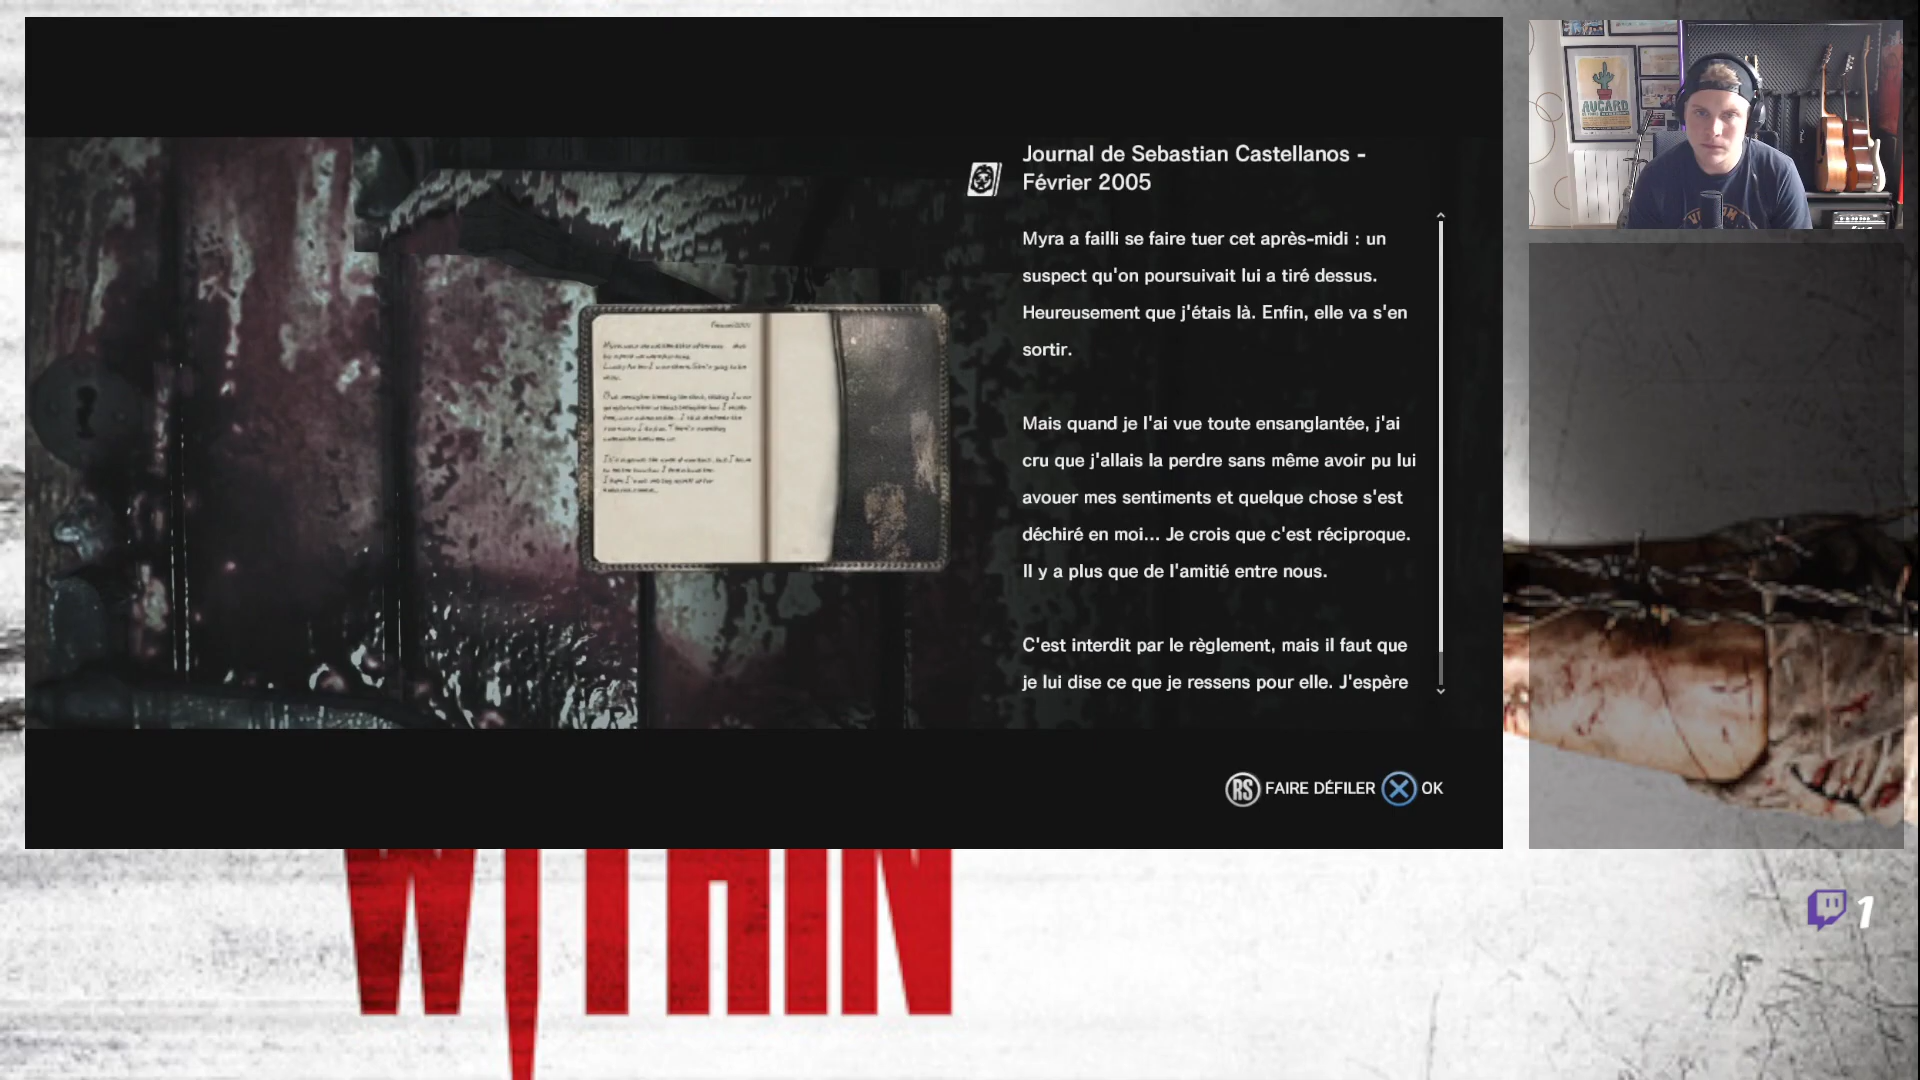 Journal de Sebastian Castellanos -
Février 2005
Myra a failli se faire tuer cet après-midi : un
suspect qu'on poursuivait lui a tiré dessus.
Heureusement que j'étais là. Enfin, elle va s'en
sortir.
Mais quand je l'ai vue toute ensanglantée, j'ai
cru que j'allais la perdre sans même avoir pu lui
avouer mes sentiments et quelque chose s'est
déchiré en moi... Je crois que c'est réciproque.
Il y a plus que de l'amitié entre nous.
C'est interdit par le règlement, mais il faut que
je lui dise ce que je ressens pour elle. J'espère
RS FAIRE DÉFILER OK
WITHIN
AUCARD
1